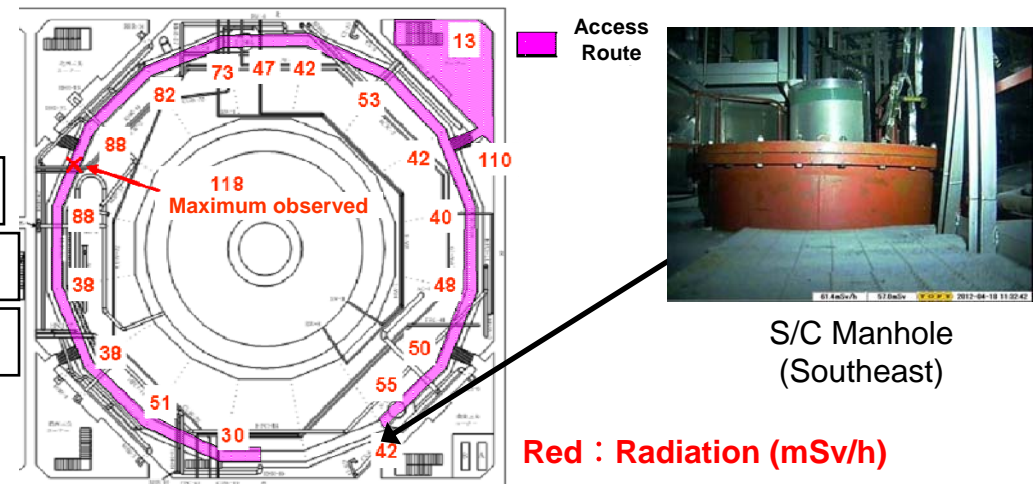 13
Access
Route
73
47
42
82
53
88
42
110
118
Maximum observed
88
40
38
48
38
50
55
51
30
42
61.4mSv/h 57.0mSv TOPY 2012-04-18 11:32:42
S/C Manhole
(Southeast)
Red：Radiation (mSv/h)